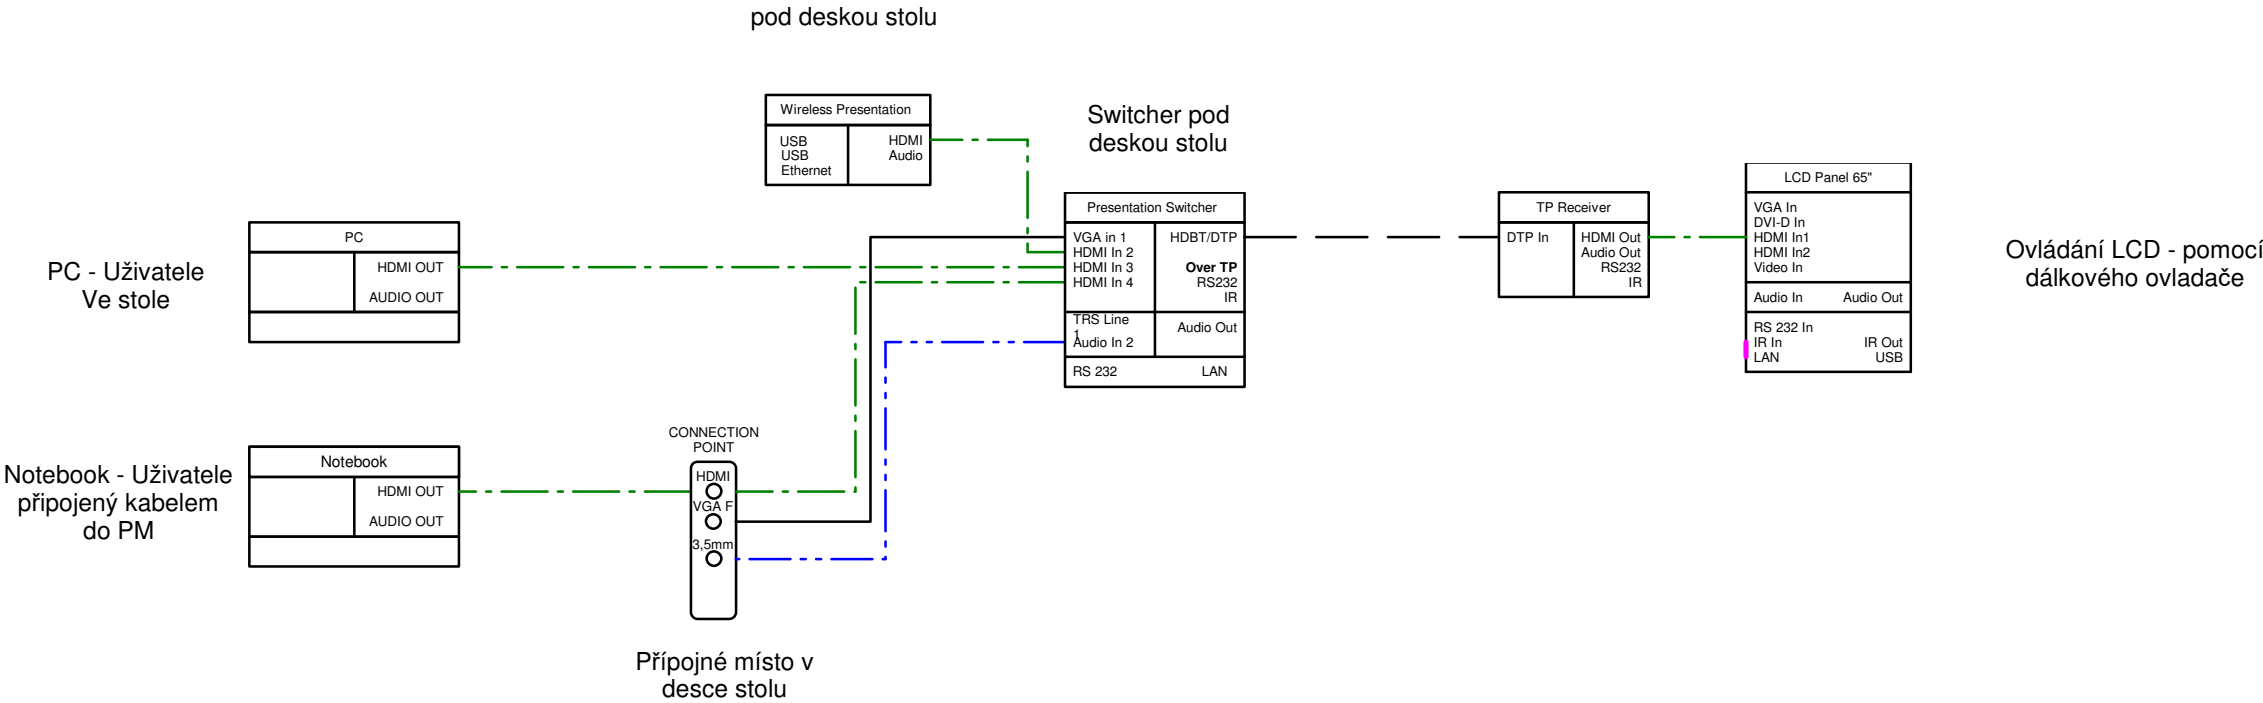 pod deskou stolu
Wireless Presentation
USB
USB
Ethernet
HDMI
Audio
Switcher pod
deskou stolu
PC - Uživatele
Ve stole
PC
HDMI OUT
AUDIO OUT
Presentation Switcher
VGA in 1
HDMI In 2
HDMI In 3
HDMI In 4
HDBT/DTP
Over TP
RS232
IR
TRS Line
1
Audio In 2
Audio Out
RS 232
LAN
TP Receiver
DTP In
HDMI Out
Audio Out
RS232
IR
LCD Panel 65"
VGA In
DVI-D In
HDMI In1
HDMI In2
Video In
Audio In
Audio Out
RS 232 In
IR In
LAN
IR Out
USB
Ovládání LCD - pomocí
dálkového ovladače
Notebook - Uživatele
připojený kabelem
do PM
Notebook
HDMI OUT
AUDIO OUT
CONNECTION
POINT
HDMI
VGA F
3,5mm
Přípojné místo v
desce stolu